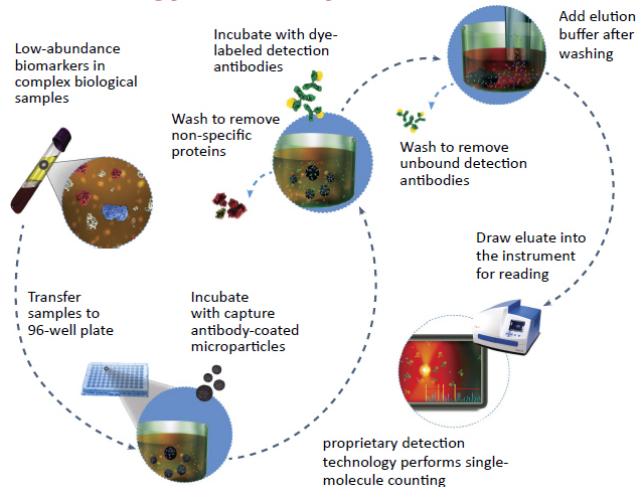 Low-abundance
biomarkers in
complex biological
samples
Transfer
samples to
96-well plate
Incubate
with capture
antibody-coated
microparticles
Wash to remove
non-specific
proteins
Incubate with dye-
labeled detection
antibodies
Wash to remove
unbound detection
antibodies
Add elution
buffer after
washing
Draw eluate into
the instrument
for reading
proprietary detection
technology performs single-
molecule counting